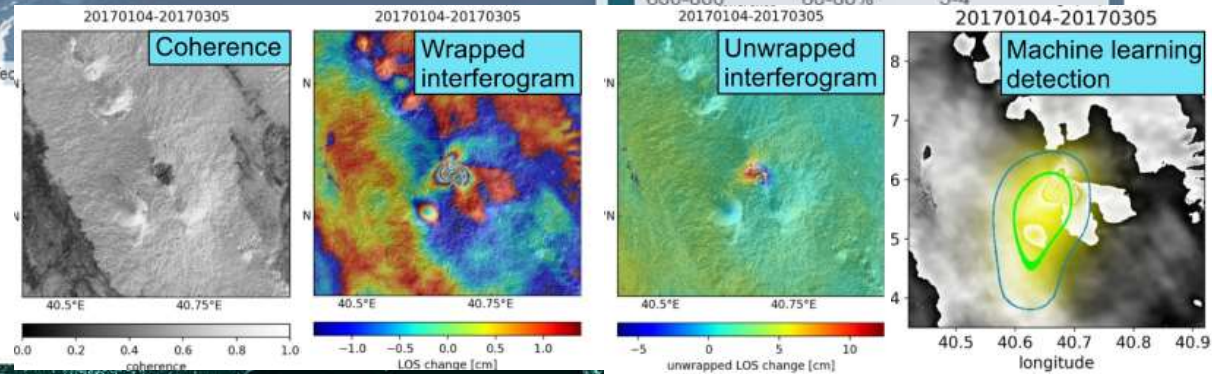 20170104-20170305
Coherence
N
N
40.5°E 40.75°E
0.0 0.2 0.4 0.6 0.8 1.0
coherence
20170104-20170305
Wrapped
interferogram
N
N
40.5°E 40.75°E
−1.0 −0.5 0.0 0.5 1.0
LOS change [cm]
20170104-20170305
Unwrapped
interferogram
N
N
40.5°E 40.75°E
−5 0 5 10
unwrapped LOS change [cm]
20170104-20170305
Machine learning
detection
8
7
6
5
4
40.5 40.6 40.7 40.8 40.9
longitude